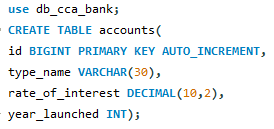 use db_cca_bank;
CREATE TABLE accounts(
id BIGINT PRIMARY KEY AUTO_INCREMENT,
type_name VARCHAR(30),
rate_of_interest DECIMAL(10,2),
year_launched INT);